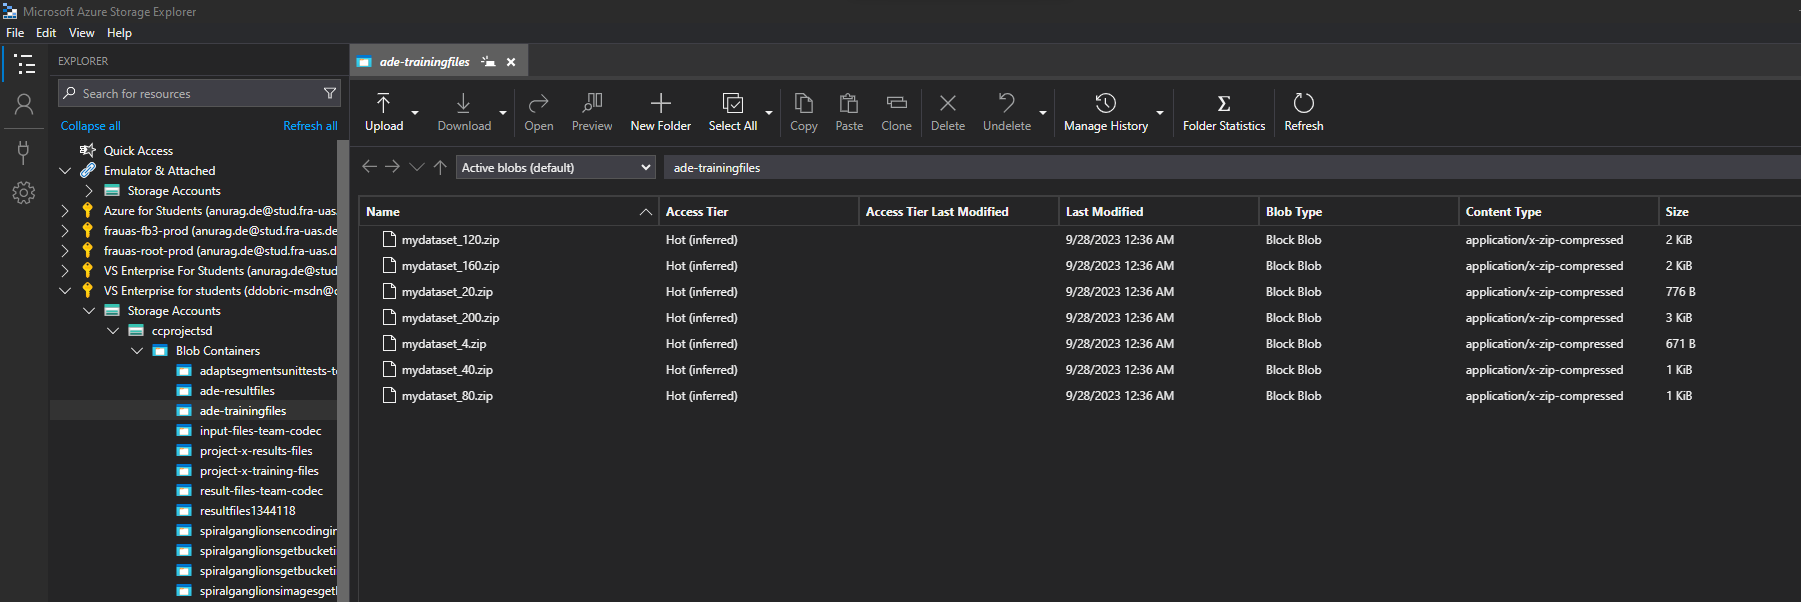 Microsoft Azure Storage Explorer
File Edit View Help
EXPLORER
Search for resources
Collapse all Refresh all
Quick Access
Emulator & Attached
Storage Accounts
Azure for Students (anurag.de@stud.fra-uas.
frauas-fb3-prod (anurag.de@stud.fra-uas.de
frauas-root-prod (anurag.de@stud.fra-uas.d
VS Enterprise For Students (anurag.de@stud
VS Enterprise for students (ddobric-msdn@
Storage Accounts
ccprojectsd
Blob Containers
adaptsegmentsunittests-t
ade-resultfiles
ade-trainingfiles
input-files-team-codec
project-x-results-files
project-x-training-files
result-files-team-codec
resultfiles1344118
spiralganglionsencodingir
spiralganglionsgetbucketi
spiralganglionsgetbucketi
spiralganglionsimagesget
ade-trainingfiles
Upload Download Open Preview New Folder Select All Copy Paste Clone Delete Undelete Manage History Folder Statistics Refresh
Active blobs (default) ade-trainingfiles
Name Access Tier Access Tier Last Modified Last Modified Blob Type Content Type Size
mydataset_120.zip Hot (inferred) 9/28/2023 12:36 AM Block Blob application/x-zip-compressed 2 KiB
mydataset_160.zip Hot (inferred) 9/28/2023 12:36 AM Block Blob application/x-zip-compressed 2 KiB
mydataset_20.zip Hot (inferred) 9/28/2023 12:36 AM Block Blob application/x-zip-compressed 776 B
mydataset_200.zip Hot (inferred) 9/28/2023 12:36 AM Block Blob application/x-zip-compressed 3 KiB
mydataset_4.zip Hot (inferred) 9/28/2023 12:36 AM Block Blob application/x-zip-compressed 671 B
mydataset_40.zip Hot (inferred) 9/28/2023 12:36 AM Block Blob application/x-zip-compressed 1 KiB
mydataset_80.zip Hot (inferred) 9/28/2023 12:36 AM Block Blob application/x-zip-compressed 1 KiB